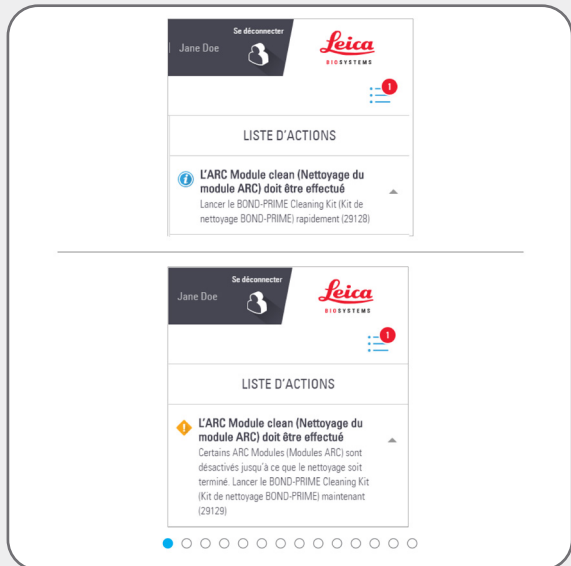 Se déconnecter
Jane Doe
Leica
BIOSYSTEMS
1
LISTE D'ACTIONS
L'ARC Module clean (Nettoyage du
module ARC) doit être effectué
Lancer le BOND-PRIME Cleaning Kit (Kit de
nettoyage BOND-PRIME) rapidement (29128)
Se déconnecter
Jane Doe
Leica
BIOSYSTEMS
1
LISTE D'ACTIONS
L'ARC Module clean (Nettoyage du
module ARC) doit être effectué
Certains ARC Modules (Modules ARC) sont
désactivés jusqu'à ce que le nettoyage soit
terminé. Lancer le BOND-PRIME Cleaning Kit
(Kit de nettoyage BOND-PRIME) maintenant
(29129)